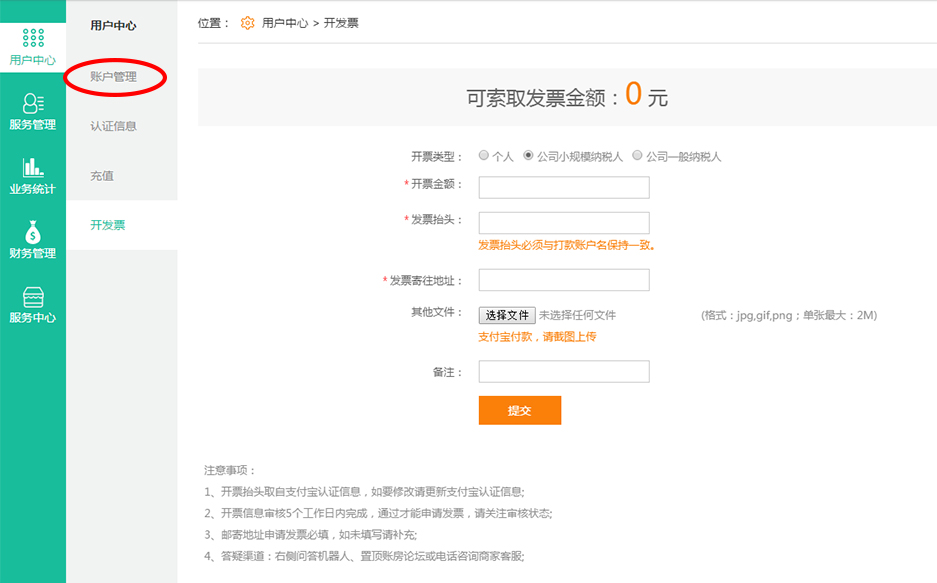 用户中心
服务管理
业务统计
财务管理
服务中心
用户中心
账户管理
认证信息
充值
开发票
位置： 用户中心 > 开发票
可索取发票金额：0 元
开票类型： 个人 公司小规模纳税人 公司一般纳税人
*开票金额：
*发票抬头：
发票抬头必须与打款账户名保持一致。
*发票寄往地址：
其他文件： 选择文件 未选择任何文件 (格式：jpg,gif,png；单张最大：2M)
支付宝付款，请截图上传
备注：
提交
注意事项：
1、开票抬头取自支付宝认证信息，如要修改请更新支付宝认证信息;
2、开票信息审核5个工作日内完成，通过才能申请发票，请关注审核状态;
3、邮寄地址申请发票必填，如未填写请补充;
4、答疑渠道：右侧问答机器人、置顶账房论坛或电话咨询商家客服;